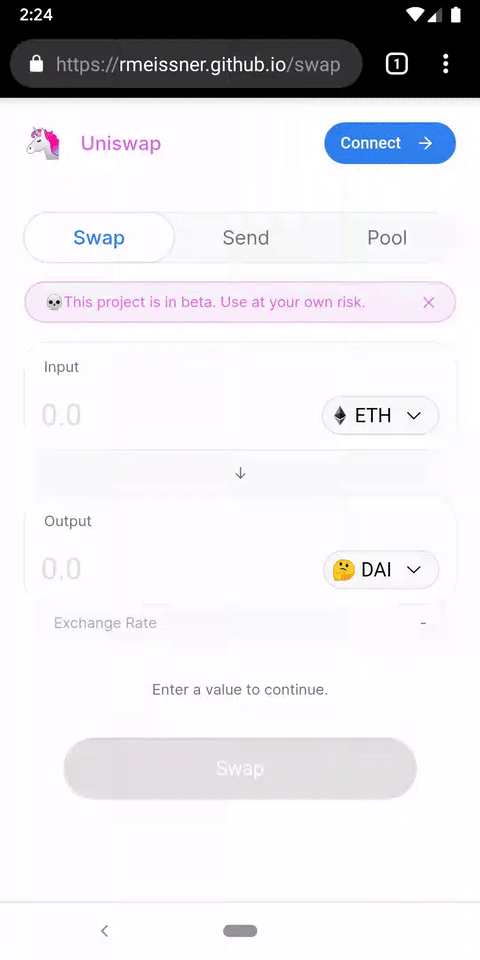 2:24
https://rmeissner.github.io/swap
1
Uniswap
Connect
Swap
Send
Pool
💀This project is in beta. Use at your own risk.
Input
0.0
ETH
Output
0.0
DAI
Exchange Rate
-
Enter a value to continue.
Swap